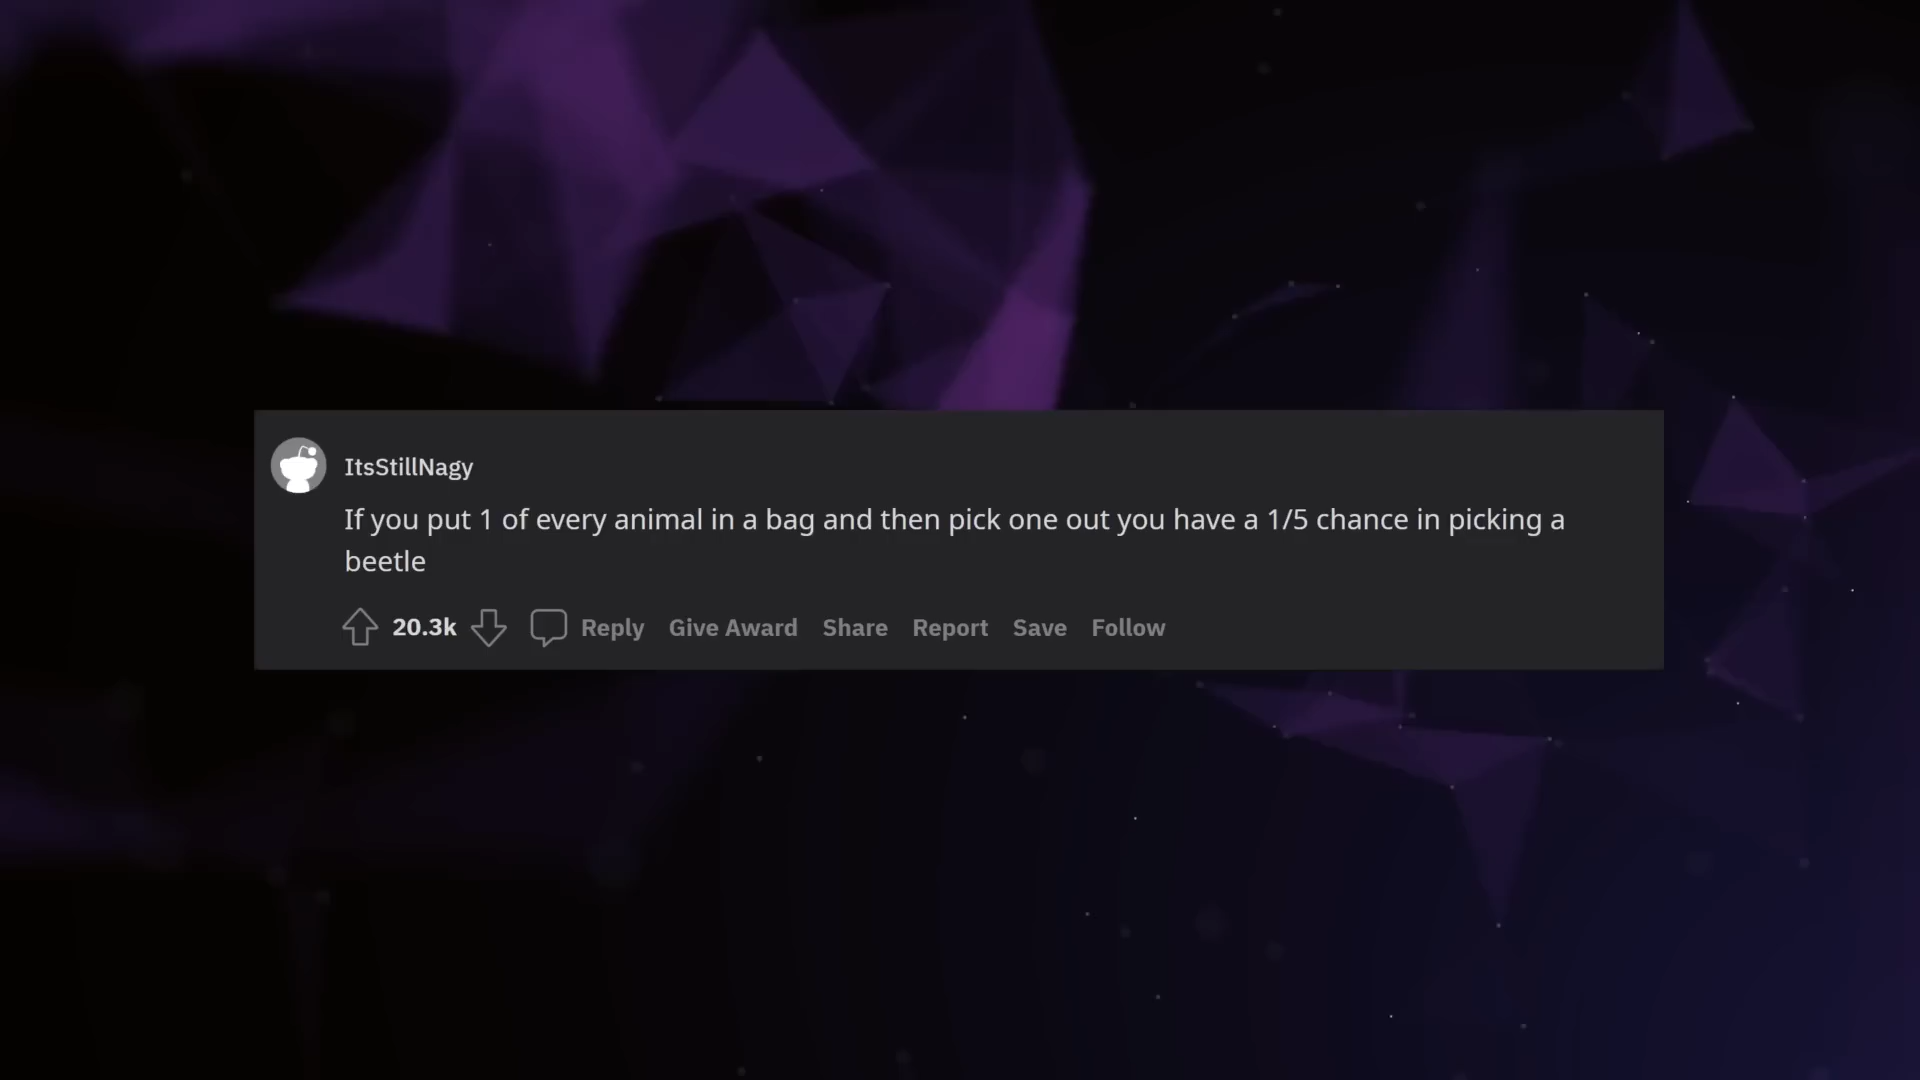 ItsStillNagy
If you put 1 of every animal in a bag and then pick one out you have a 1/5 chance in picking a
beetle
20.3k Reply Give Award Share Report Save Follow